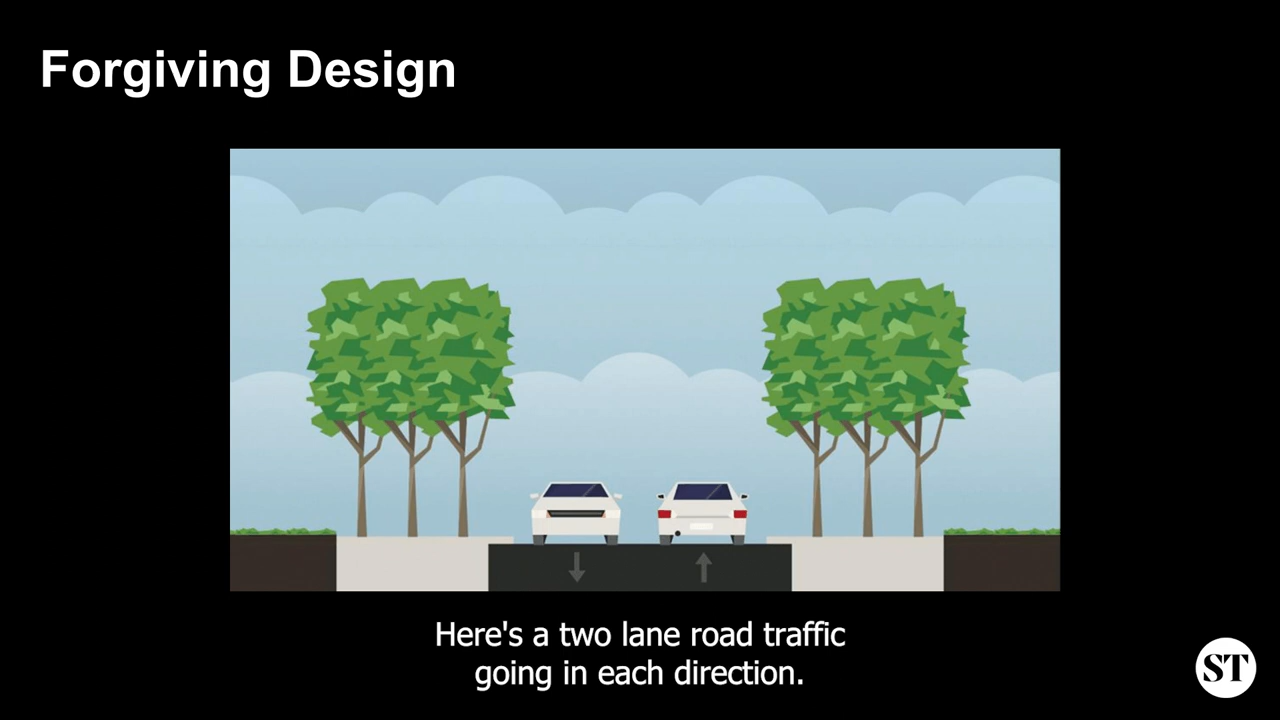 Forgiving Design
Here's a two lane road traffic
going in each direction.
ST